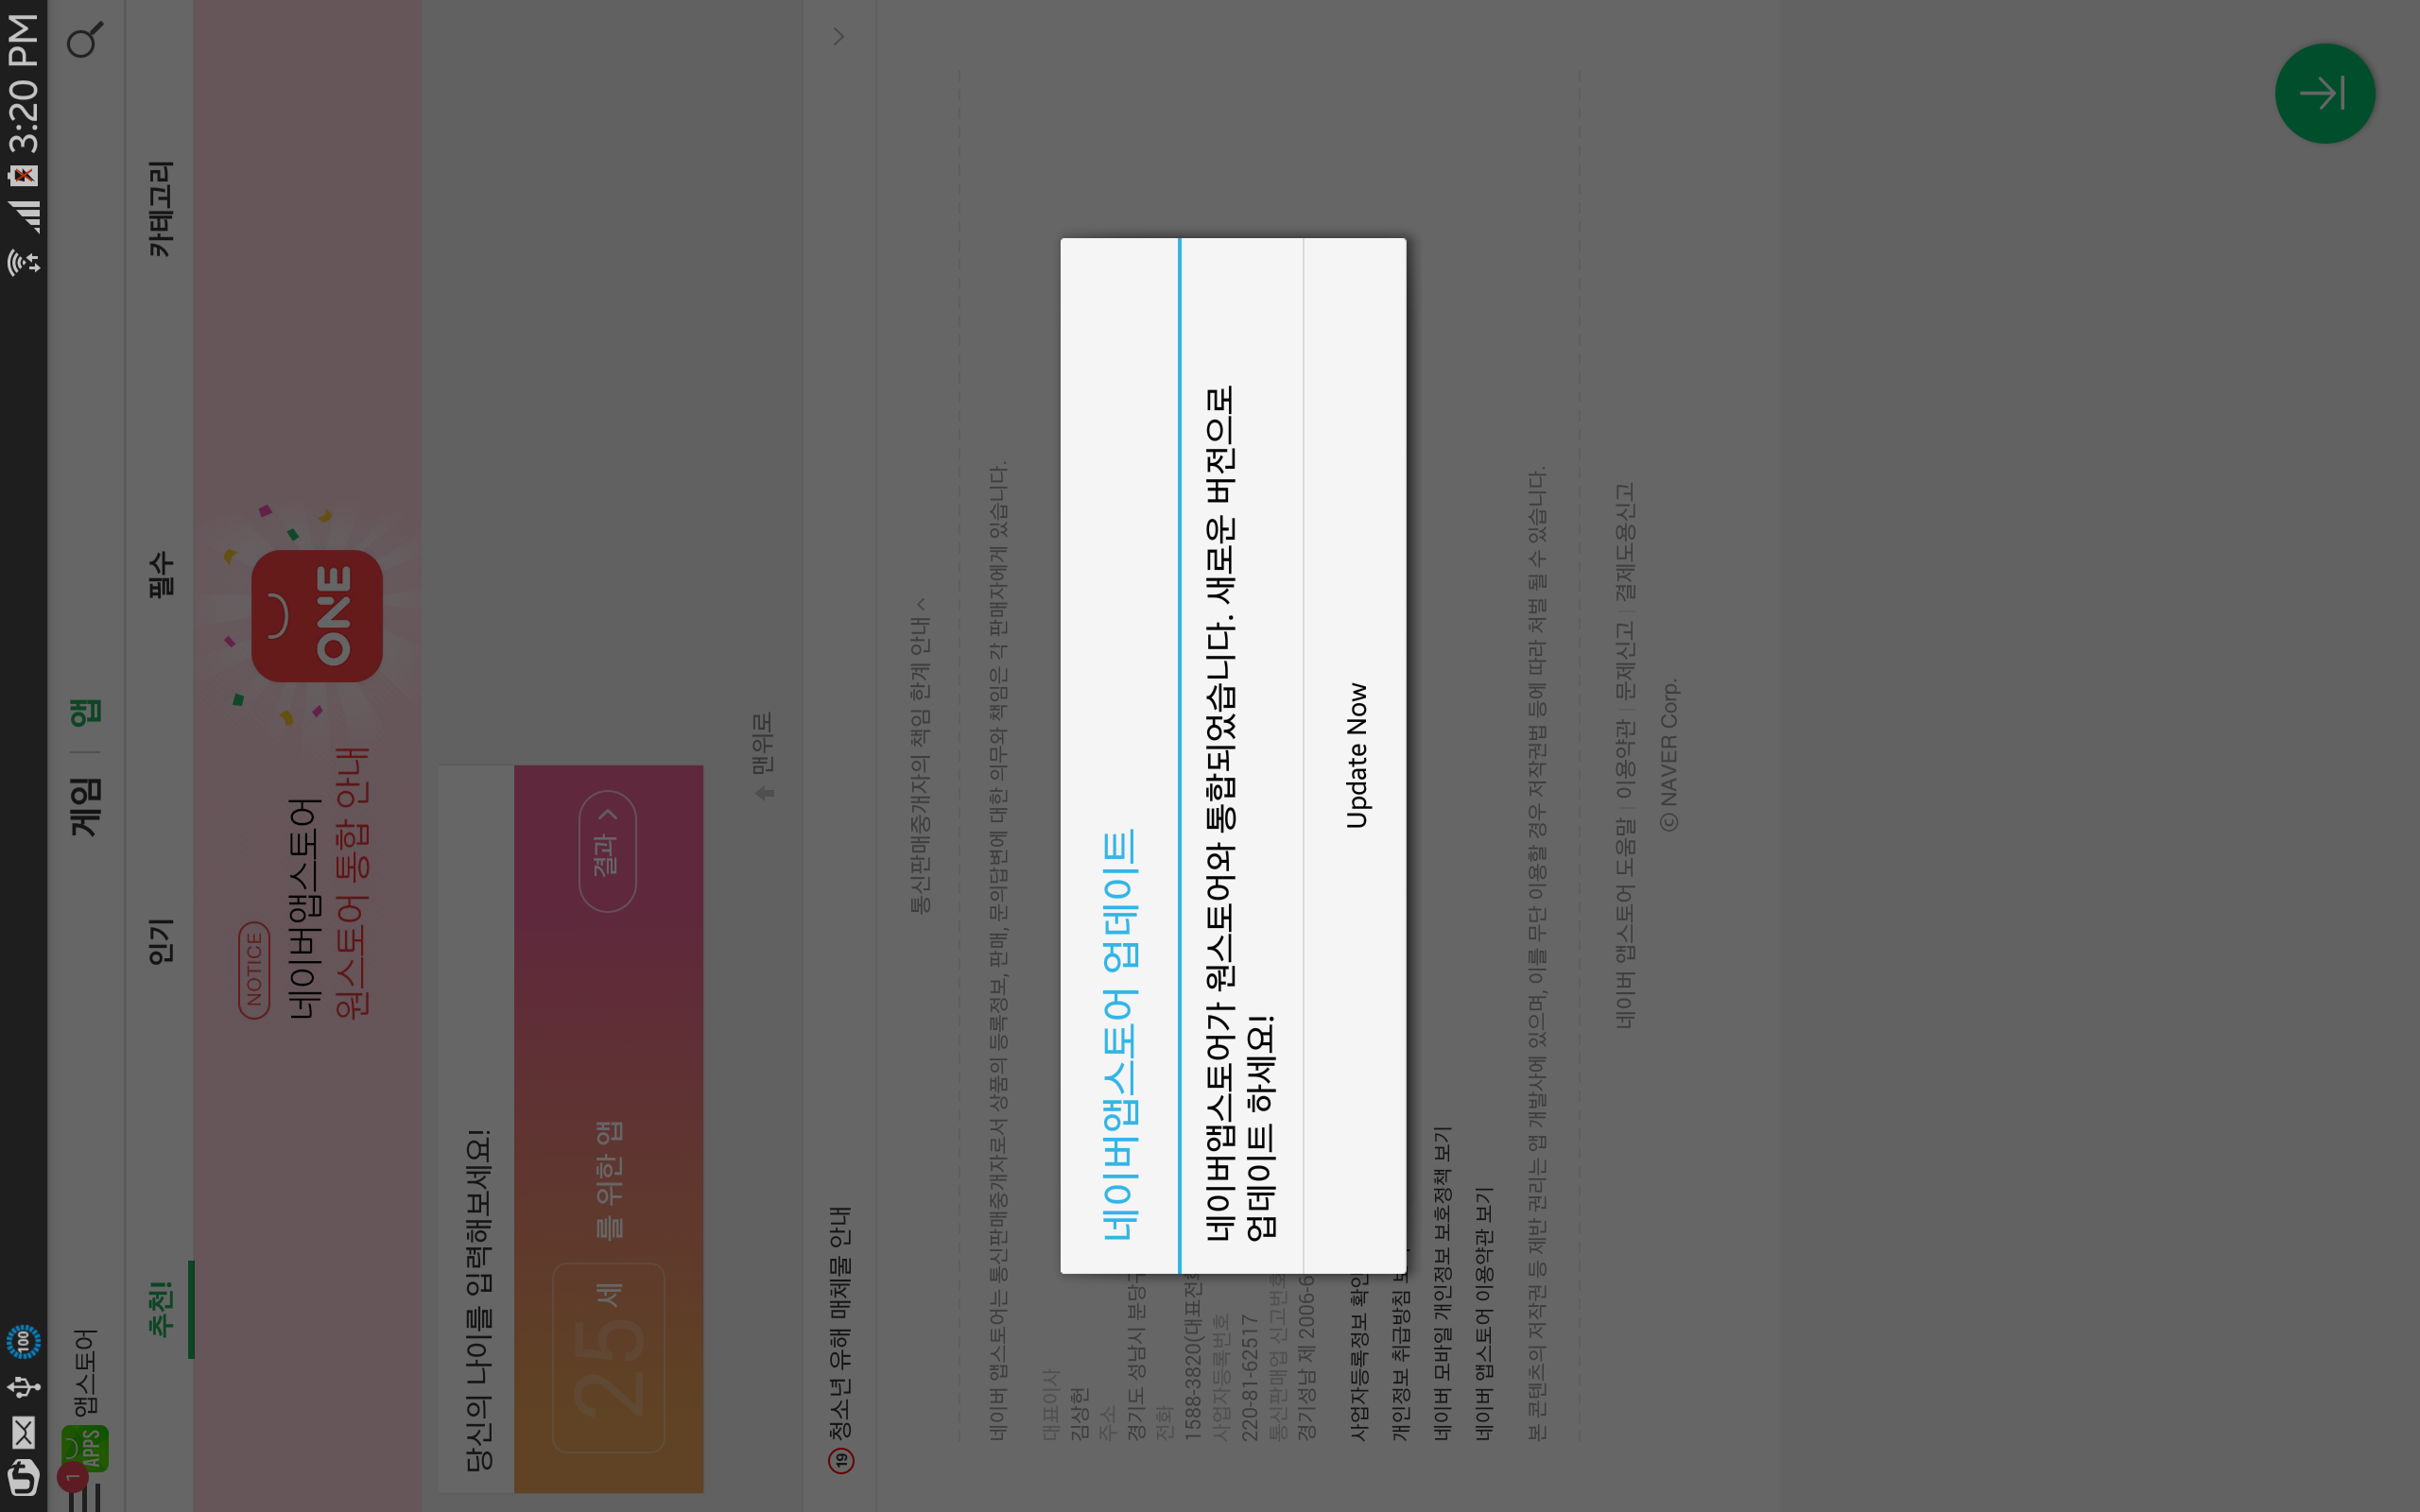 3:20 PM
100
1
APPS
앱스토어
게임 | 앱
추천!
인기
필수
카테고리
NOTICE
네이버앱스토어
원스토어 통합 안내
ONE
당신의 나이를 입력해보세요!
25 세 를 위한 앱
결과
맨위로
19 청소년 유해 매체물 안내
통신판매중개자의 책임 한계 안내
네이버 앱스토어는 통신판매중개자로서 상품의 등록정보, 판매, 문의답변에 대한 의무와 책임은 각 판매자에게 있습니다.
대표이사
김상헌
주소
경기도 성남시 분당
전화
1588-3820(대표전
사업자등록번호
220-81-62517
통신판매업 신고번호
경기성남 제 2006-6
사업자등록정보 확인
개인정보 취급방침
네이버 모바일 개인정보 보호정책 보기
네이버 앱스토어 이용약관 보기
네이버앱스토어 업데이트
네이버앱스토어가 원스토어와 통합되었습니다. 새로운 버전으로
업데이트 하세요!
Update Now
본 콘텐츠의 저작권 등 제반 권리는 앱 개발사에 있으며, 이를 무단 이용할 경우 저작권법 등에 따라 처벌 될 수 있습니다.
네이버 앱스토어 도움말 | 이용약관 | 문제신고 | 결제도용신고
© NAVER Corp.